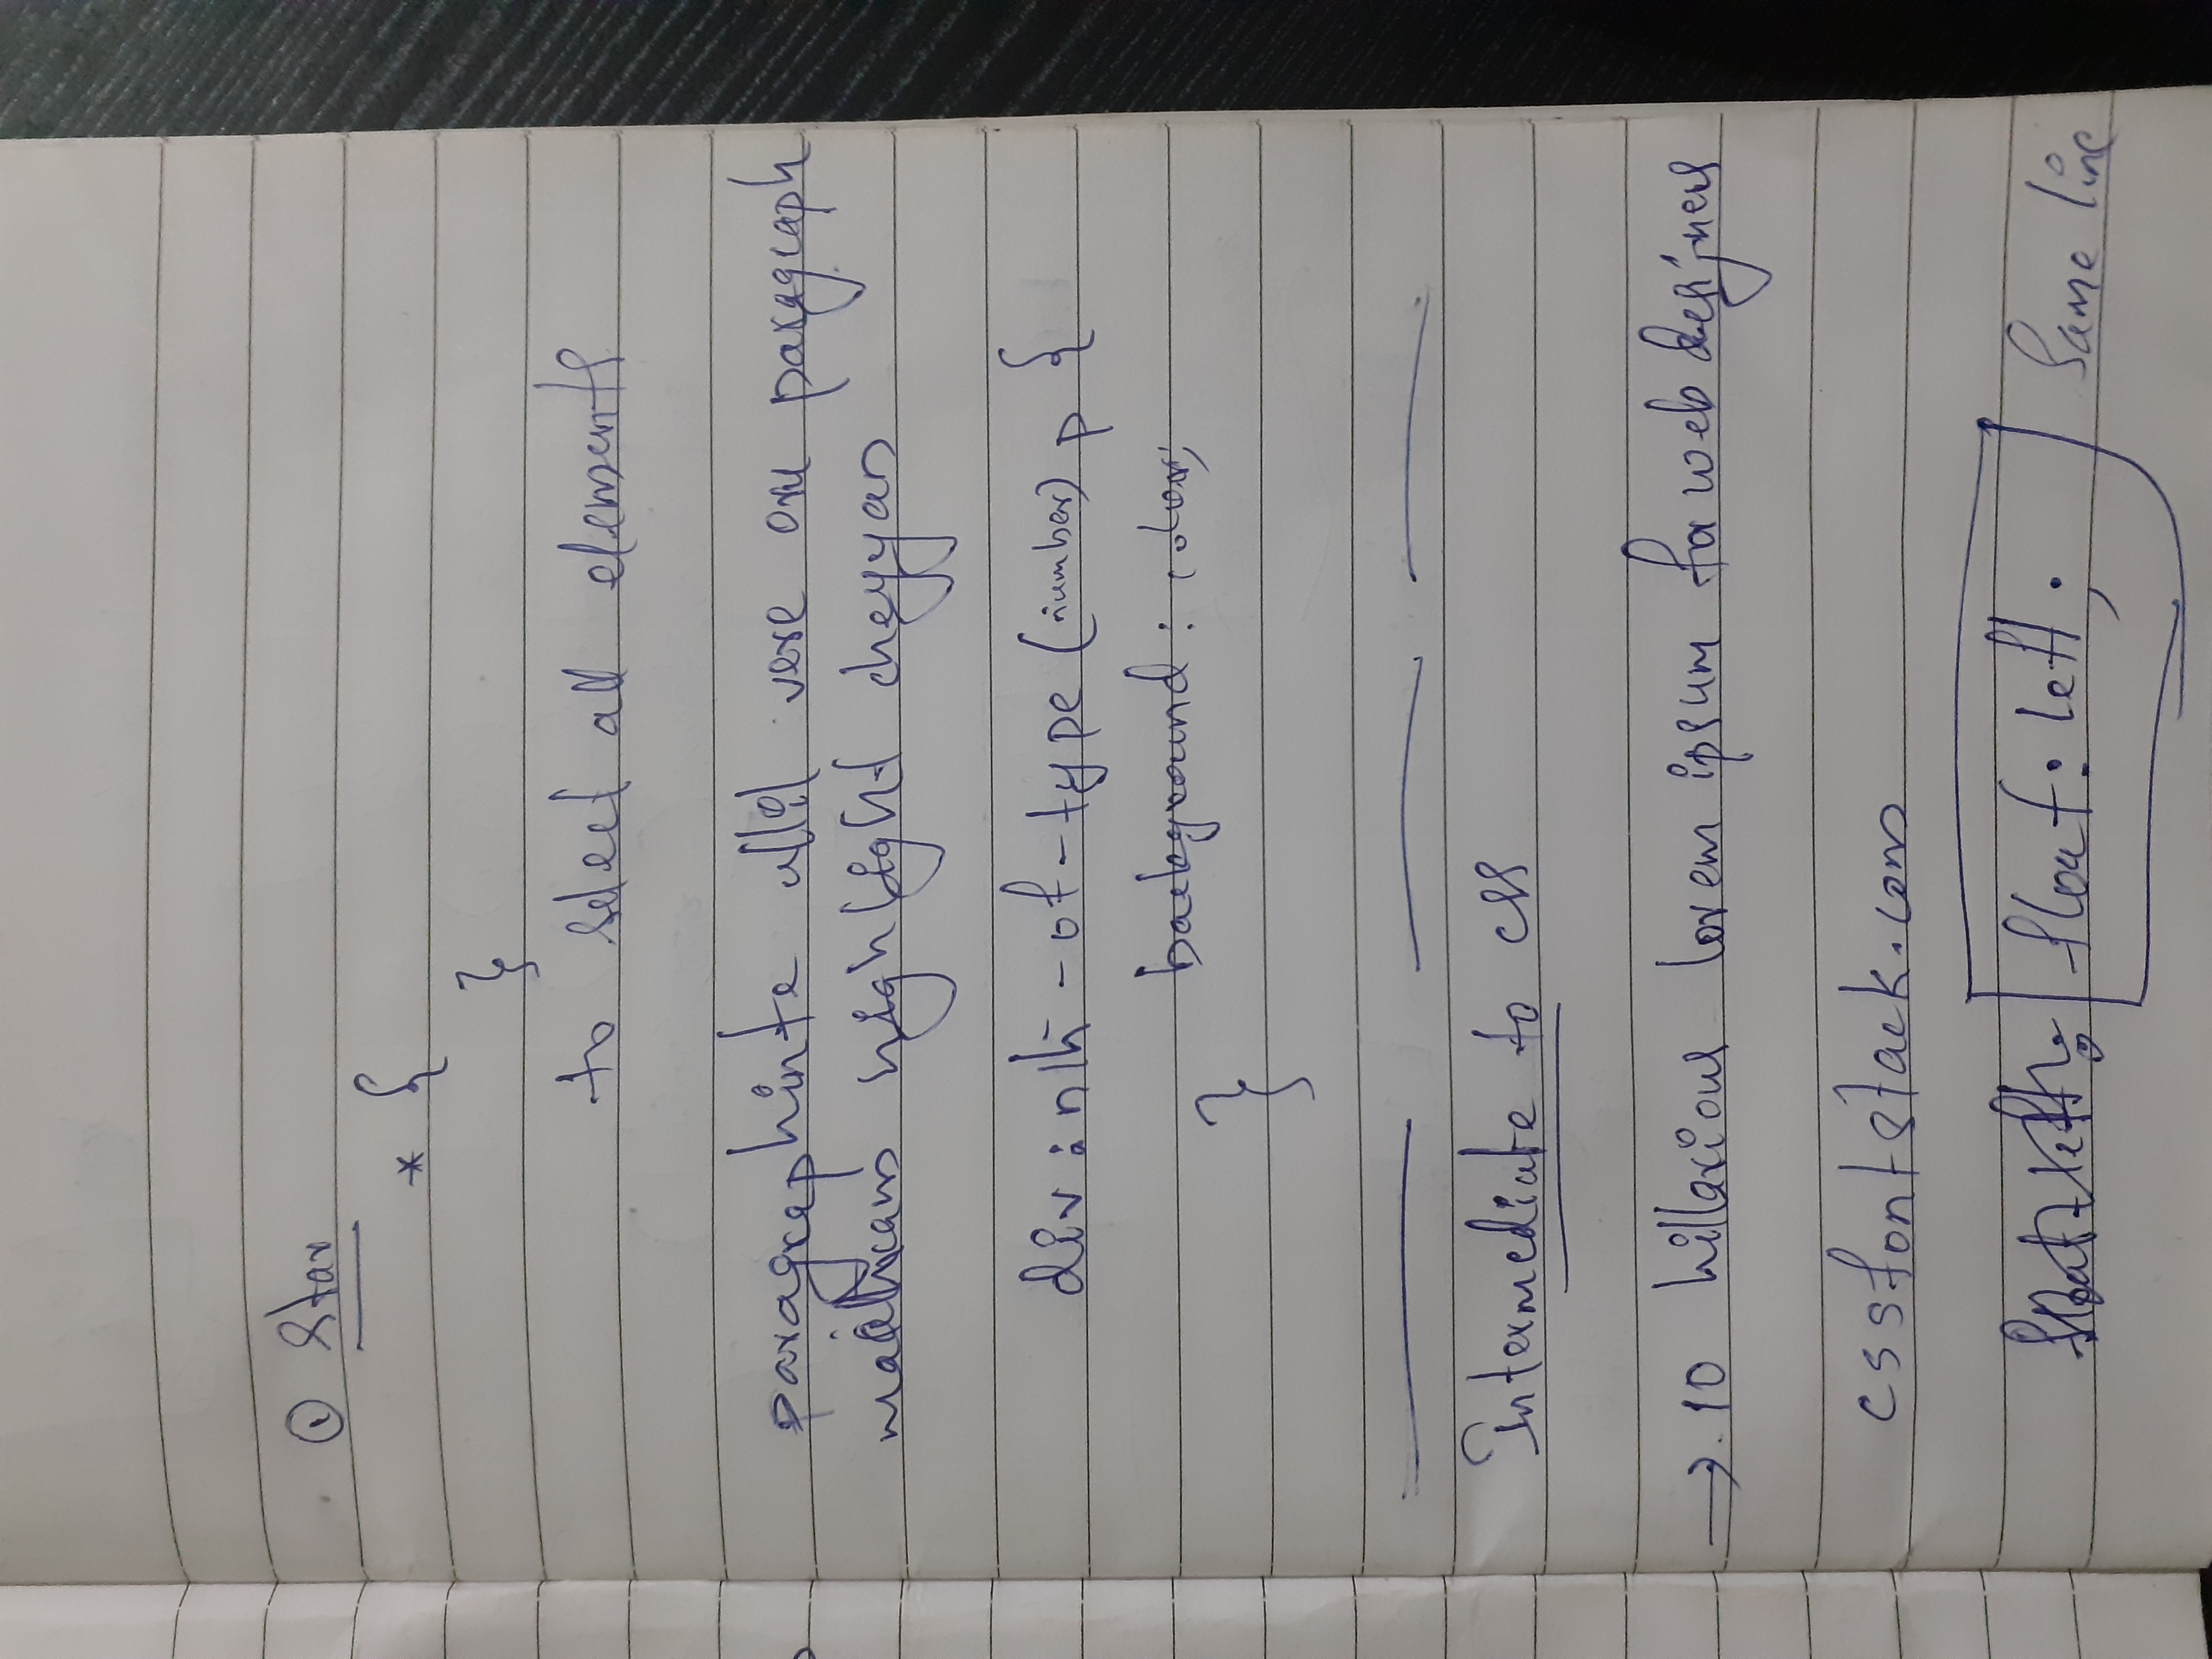 ① Star
* {
}
to select all elements
paragraphinte ullil vere oru paragraph
maathram highlight cheyyan
div:nth-of-type (number) p {
background: color;
}
Intermediate to css
→. 10 hillarious lorem ipsum for web designers
cssfontstack.com
float: left; Same line